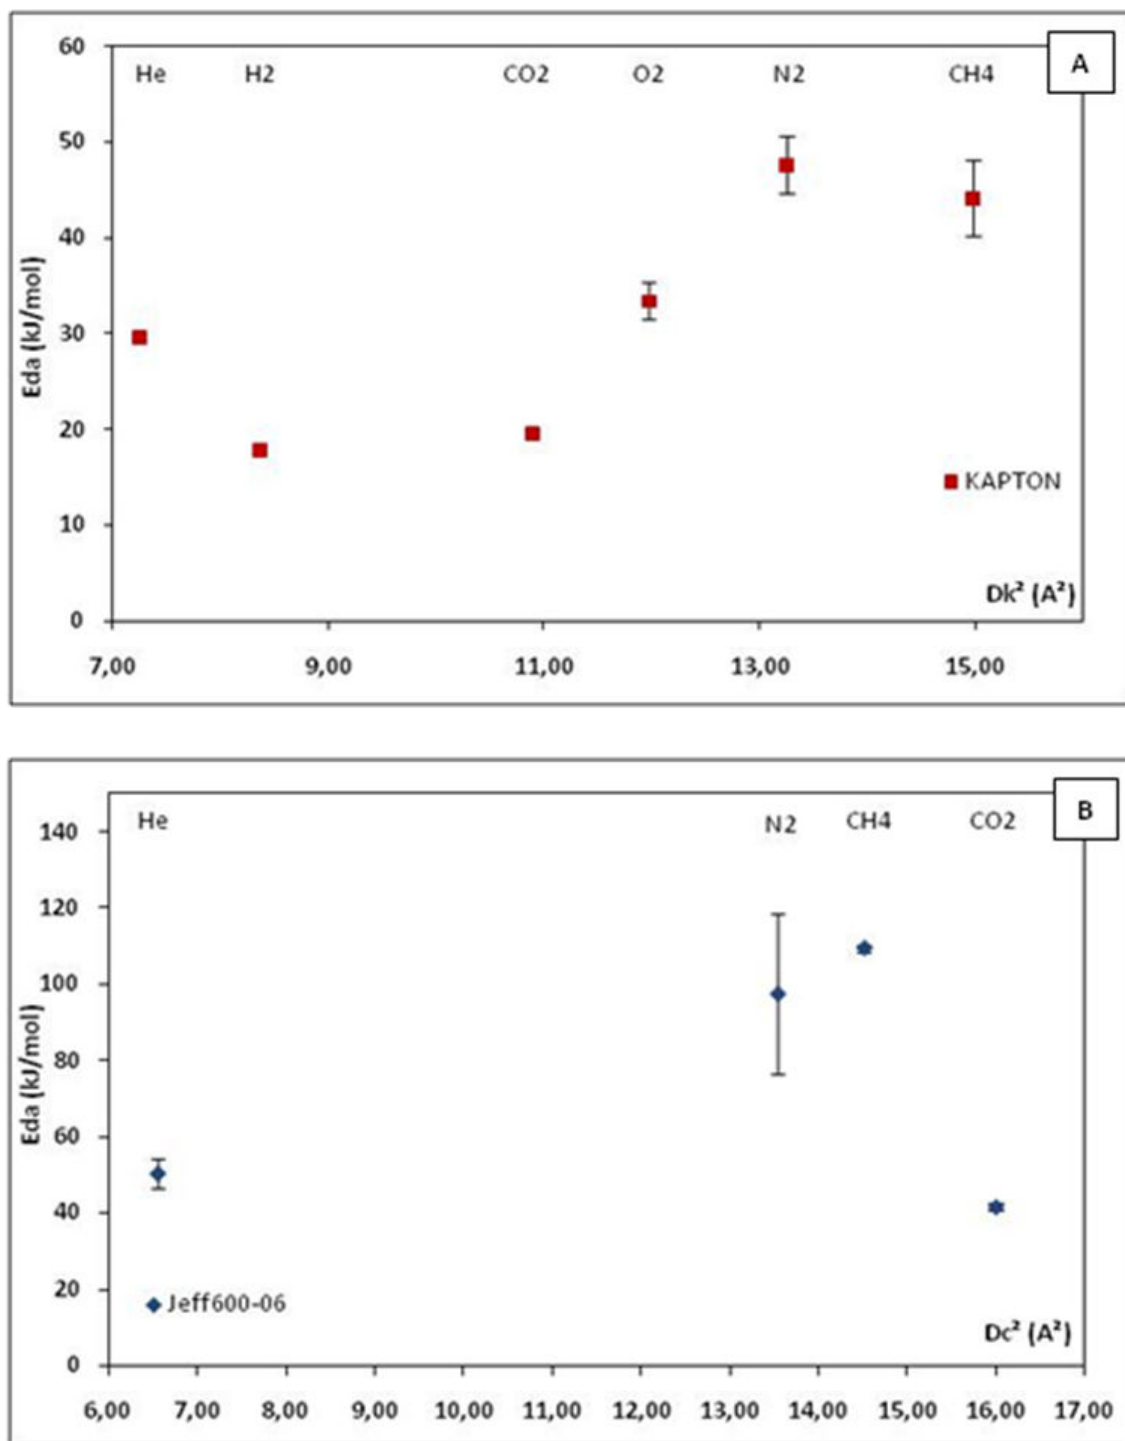 He H2 CO2 O2 N2 CH4 A
60
50
40
30
20
10
0
Eda (kJ/mol)
KAPTON
Dk² (A²)
7,00 9,00 11,00 13,00 15,00
He N2 CH4 CO2 B
140
120
100
80
60
40
20
0
Eda (kJ/mol)
Jeff600-06
Dc² (A²)
6,00 7,00 8,00 9,00 10,00 11,00 12,00 13,00 14,00 15,00 16,00 17,00